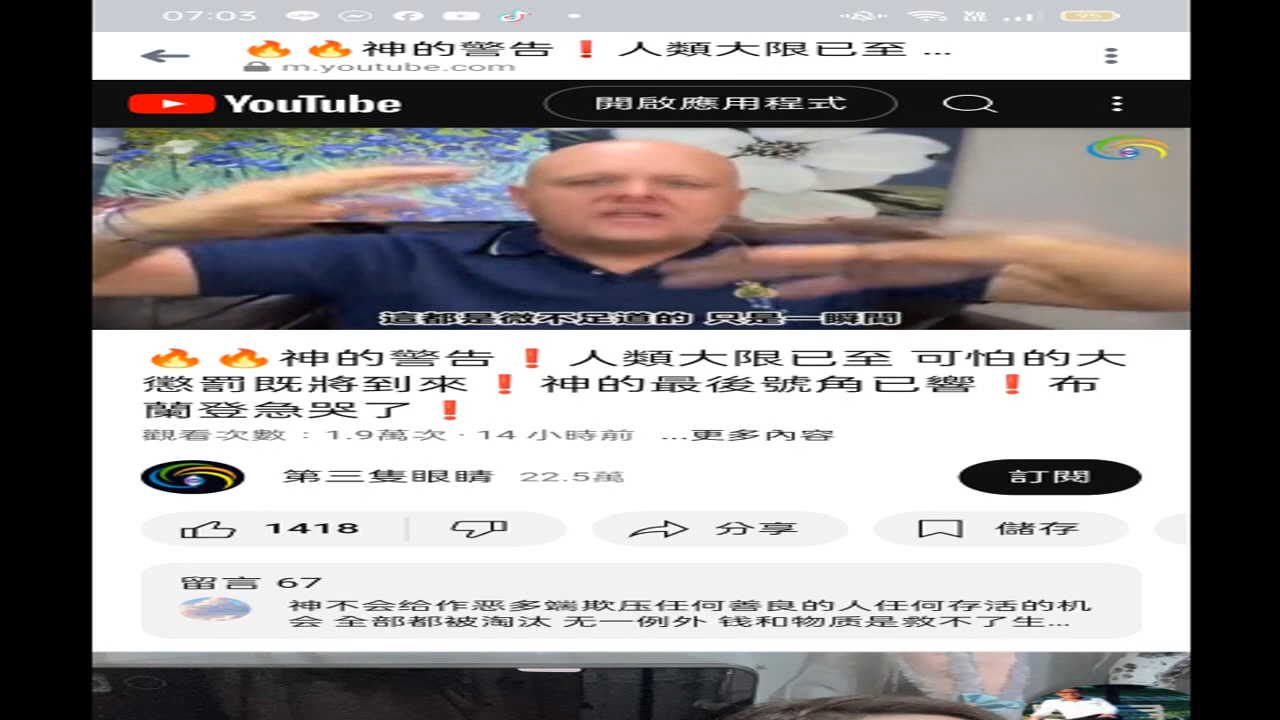 07:03
VO LTE
95
🔥🔥神的警告❗人類大限已至 ...
m.youtube.com
YouTube
開啟應用程式
這都是微不足道的 只是一瞬間
🔥🔥神的警告❗人類大限已至 可怕的大
懲罰既將到來❗神的最後號角已響❗布
蘭登急哭了❗
觀看次數：1.9萬次 · 14 小時前 ...更多內容
第三隻眼睛 22.5萬
訂閱
1418
分享
儲存
留言 67
神不会给作恶多端欺压任何善良的人任何存活的机
会 全部都被淘汰 无一例外 钱和物质是救不了生...